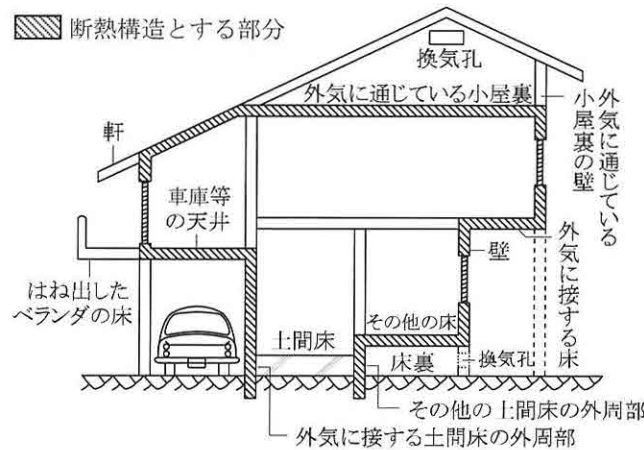 断熱構造とする部分
換気孔
外気に通じている小屋裏
外気に通じている
小屋裏の壁
軒
車庫等
の天井
壁
外気に接する床
はね出した
ベランダの床
土間床
その他の床
床裏
換気孔
その他の土間床の外周部
外気に接する土間床の外周部